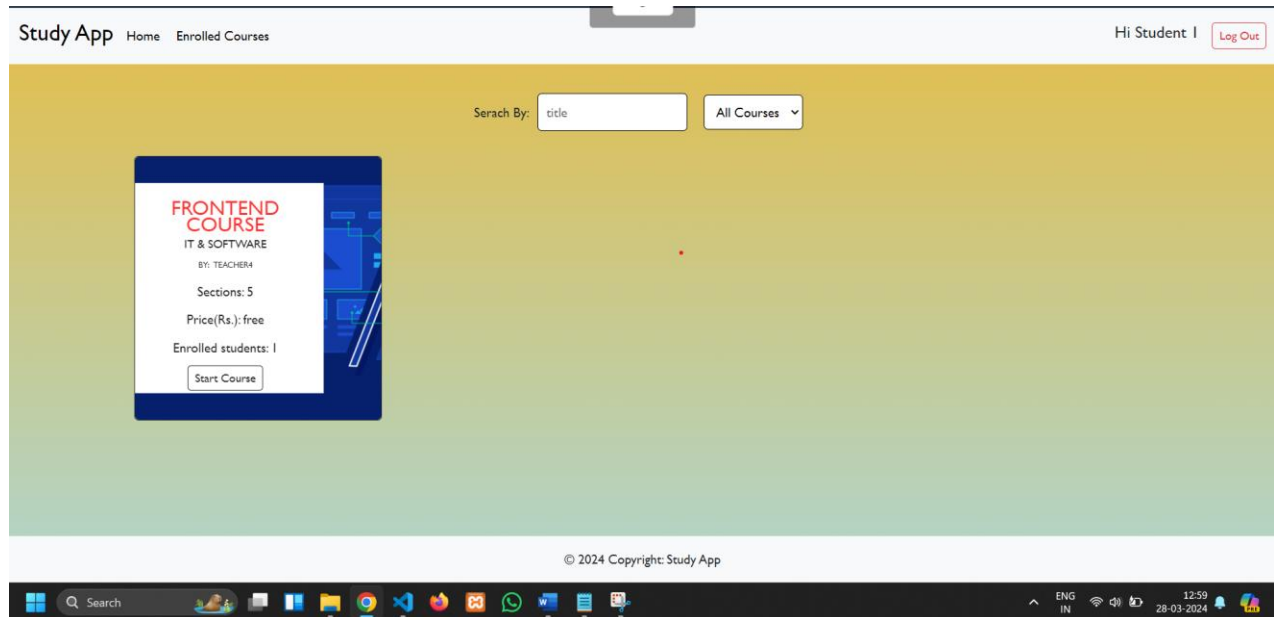 Study App Home Enrolled Courses Hi Student 1 Log Out
Serach By: title All Courses
FRONTEND
COURSE
IT & SOFTWARE
BY: TEACHER4
Sections: 5
Price(Rs.): free
Enrolled students: 1
Start Course
© 2024 Copyright: Study App
Search ENG 12:59
IN 28-03-2024